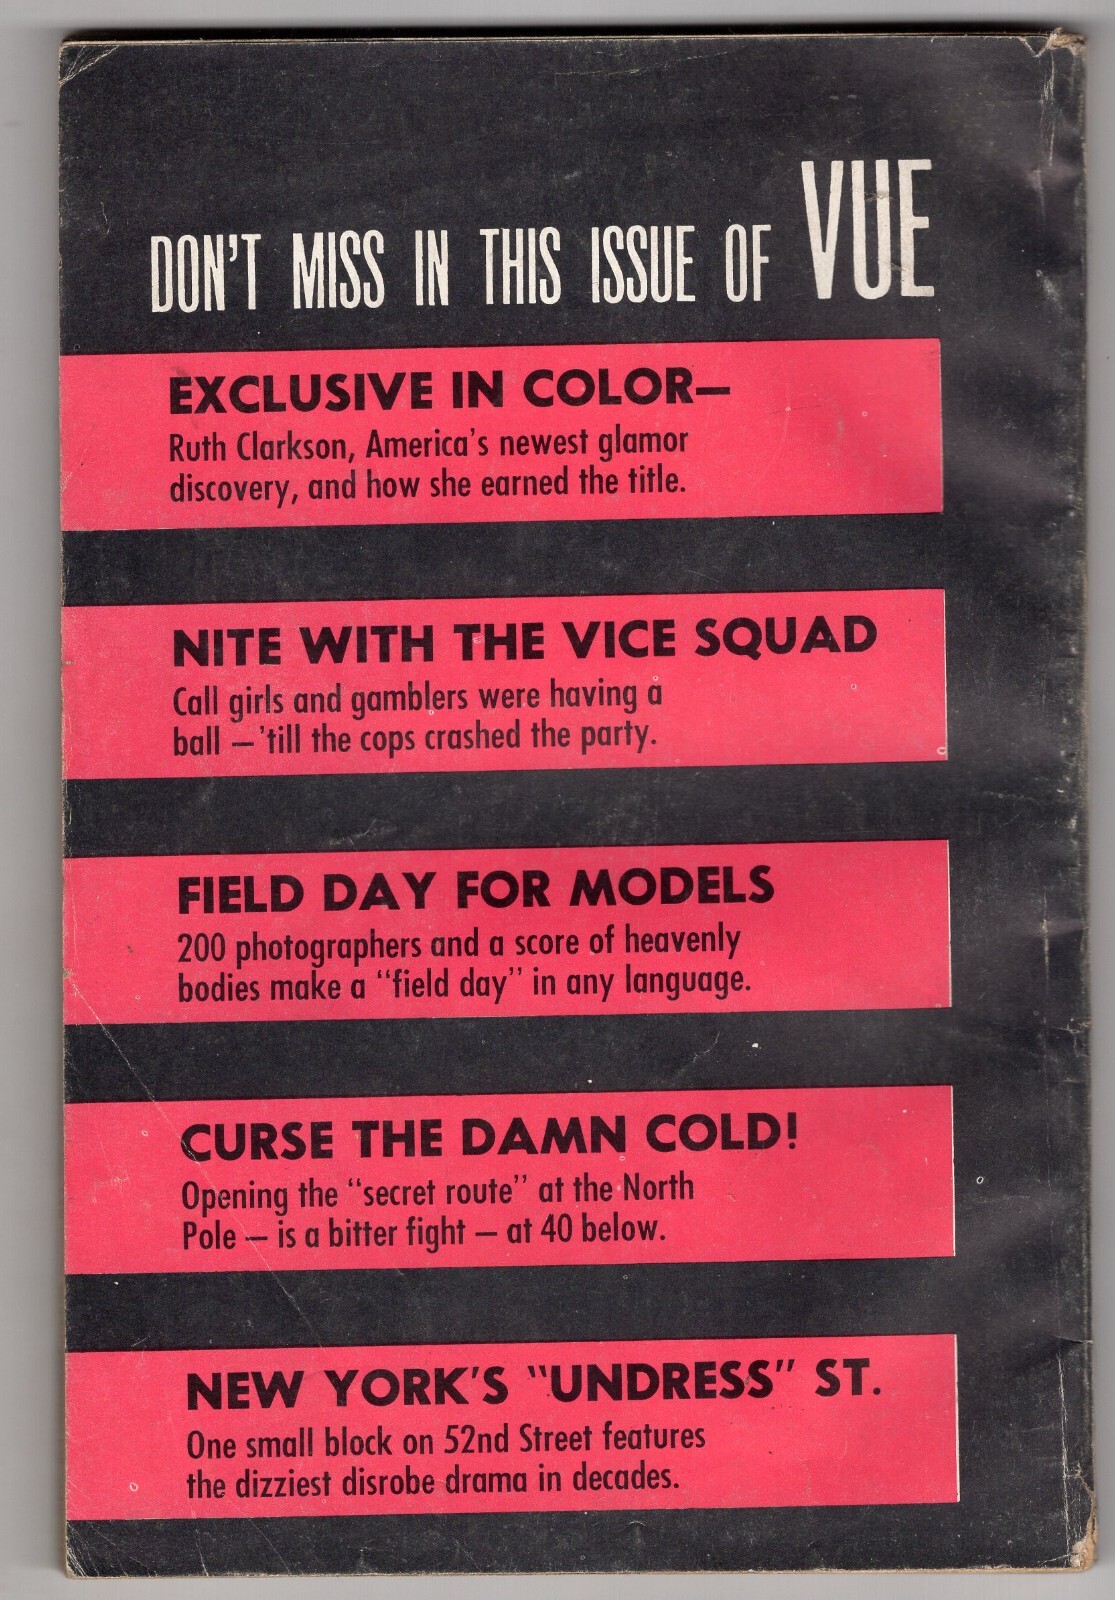 DON'T MISS IN THIS ISSUE OF VUE
EXCLUSIVE IN COLOR—
Ruth Clarkson, America's newest glamor
discovery, and how she earned the title.
NITE WITH THE VICE SQUAD
Call girls and gamblers were having a
ball — 'till the cops crashed the party.
FIELD DAY FOR MODELS
200 photographers and a score of heavenly
bodies make a "field day" in any language.
CURSE THE DAMN COLD!
Opening the "secret route" at the North
Pole — is a bitter fight — at 40 below.
NEW YORK'S "UNDRESS" ST.
One small block on 52nd Street features
the dizziest disrobe drama in decades.